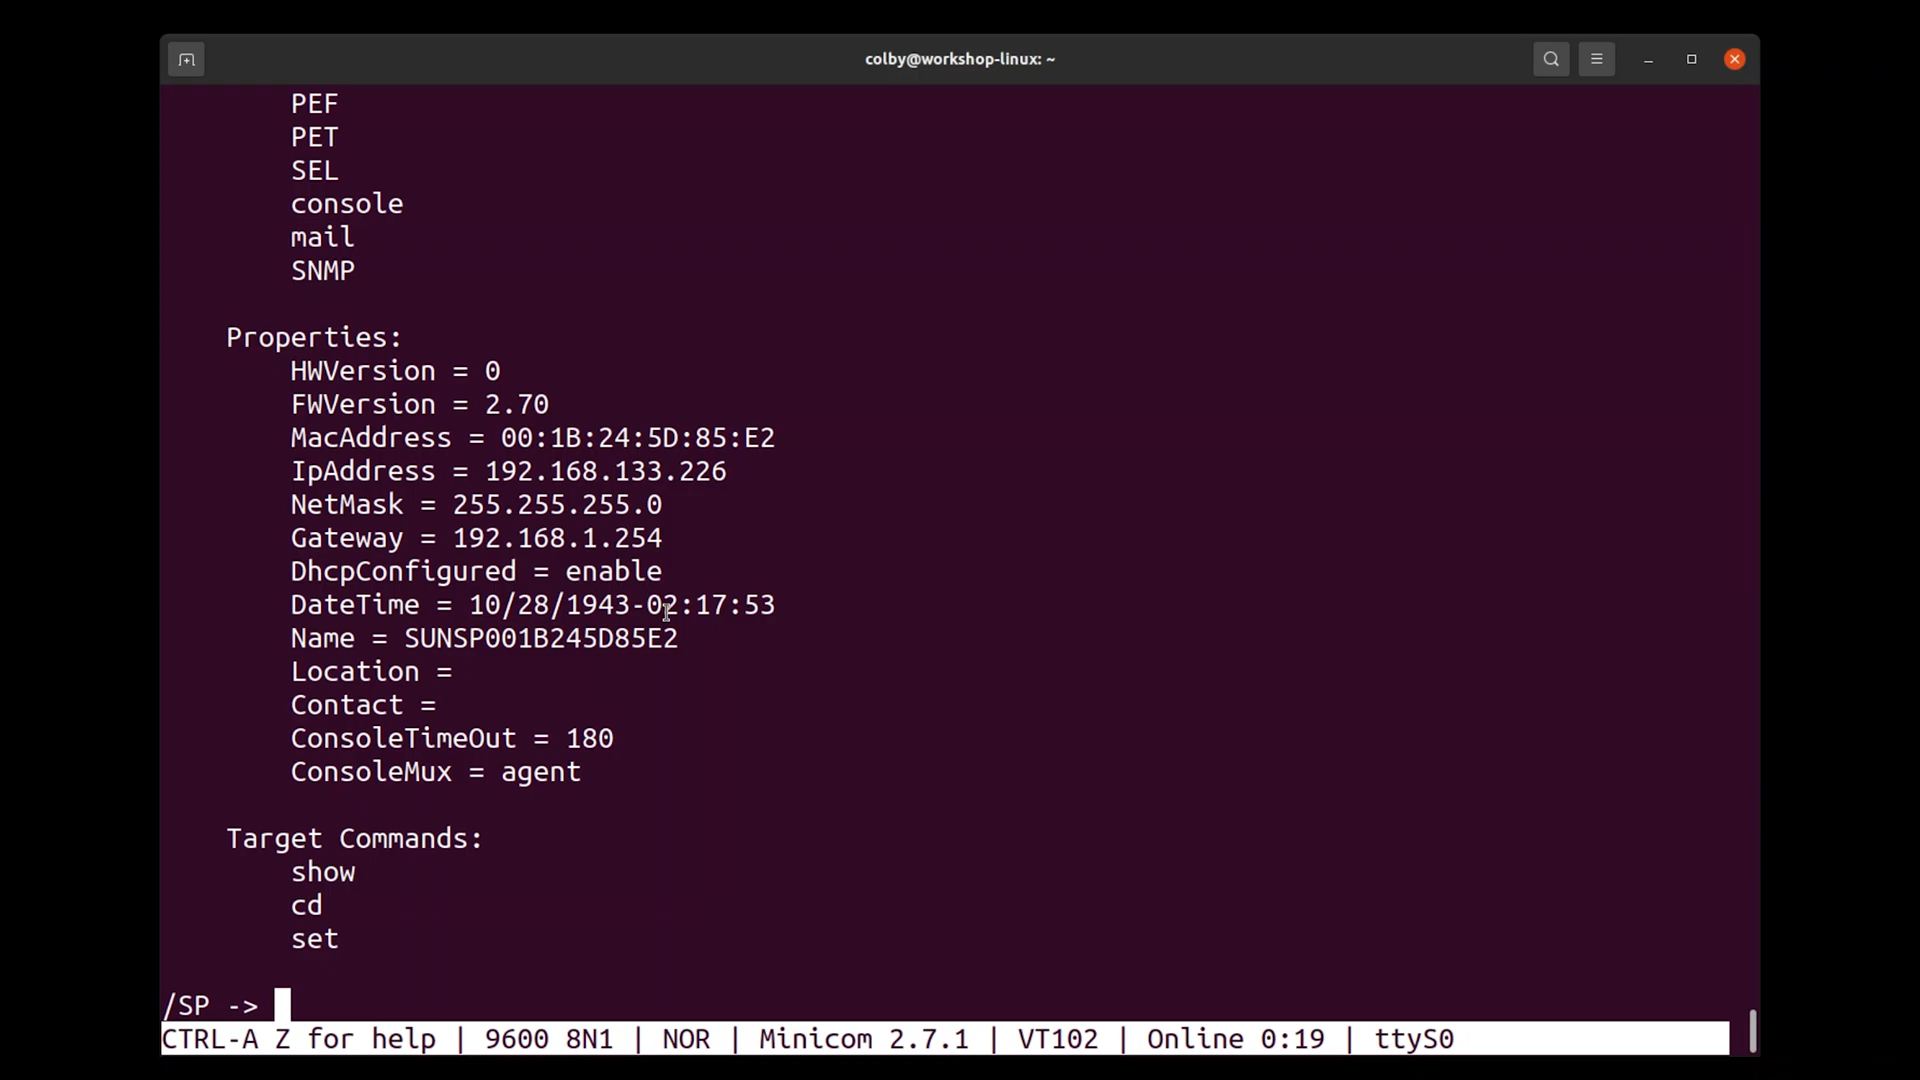 colby@workshop-linux: ~
PEF
PET
SEL
console
mail
SNMP
Properties:
HWVersion = 0
FWVersion = 2.70
MacAddress = 00:1B:24:5D:85:E2
IpAddress = 192.168.133.226
NetMask = 255.255.255.0
Gateway = 192.168.1.254
DhcpConfigured = enable
DateTime = 10/28/1943-02:17:53
Name = SUNSP001B245D85E2
Location =
Contact =
ConsoleTimeOut = 180
ConsoleMux = agent
Target Commands:
show
cd
set
/SP ->
CTRL-A Z for help | 9600 8N1 | NOR | Minicom 2.7.1 | VT102 | Online 0:19 | ttyS0